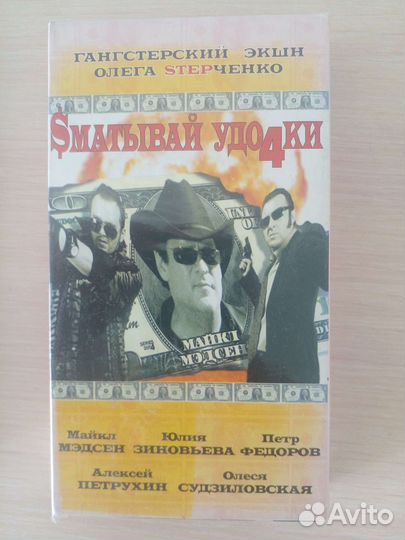 ГАНГСТЕРСКИЙ ЭКШН
ОЛЕГА STEPЧЕНКО
$МАТЫВАЙ УДО4КИ
МАЙКЛ
МЭДСЕН
Майкл Юлия Петр
МЭДСЕН ЗИНОВЬЕВА ФЕДОРОВ
Алексей Олеся
ПЕТРУХИН СУДЗИЛОВСКАЯ
Avito